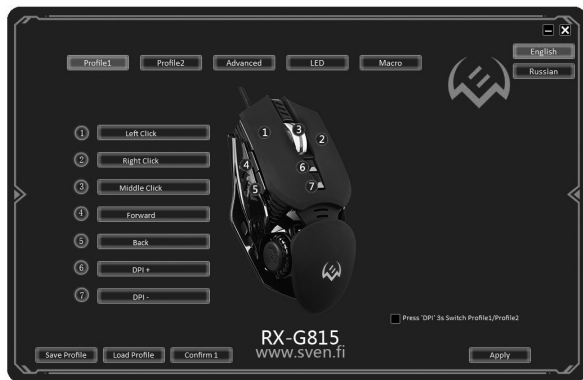 English
Russian
Profile1
Profile2
Advanced
LED
Macro
1 Left Click
2 Right Click
3 Middle Click
4 Forward
5 Back
6 DPI +
7 DPI -
1
3
2
4
6
5
7
Press 'DPI' 3s Switch Profile1/Profile2
RX-G815
www.sven.fi
Save Profile
Load Profile
Confirm 1
Apply